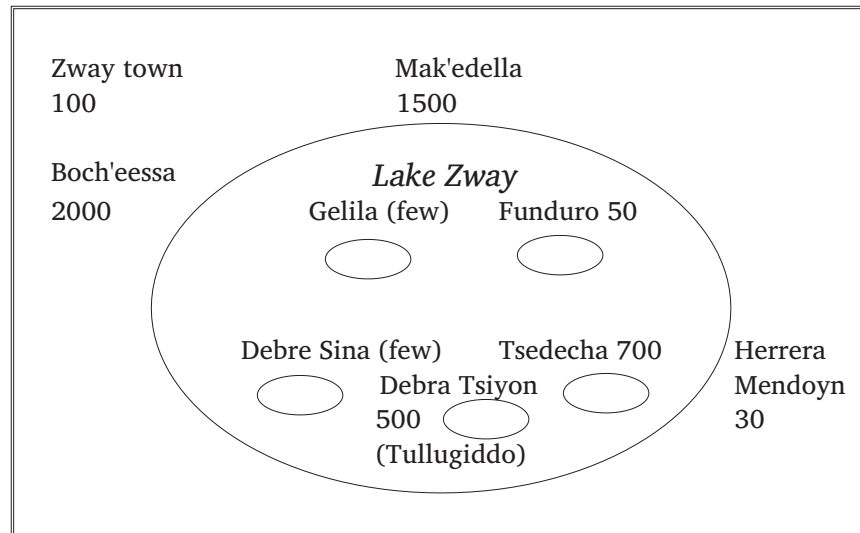 Zway town
100
Mak'edella
1500
Boch'eessa
2000
Lake Zway
Gelila (few)
Funduro 50
Debre Sina (few)
Tsedecha 700
Debra Tsiyon
500
(Tullugiddo)
Herrera
Mendoyn
30